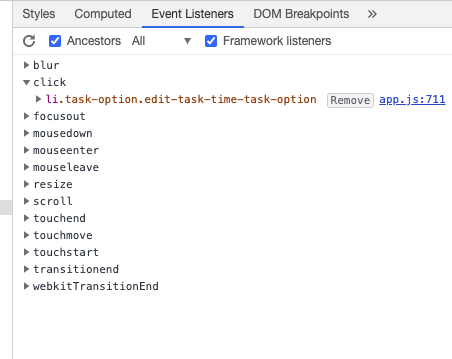 Styles Computed Event Listeners DOM Breakpoints »
Ancestors All ▼ Framework listeners
blur
click
li.task-option.edit-task-time-task-option Remove app.js:711
focusout
mousedown
mouseenter
mouseleave
resize
scroll
touchend
touchmove
touchstart
transitionend
webkitTransitionEnd